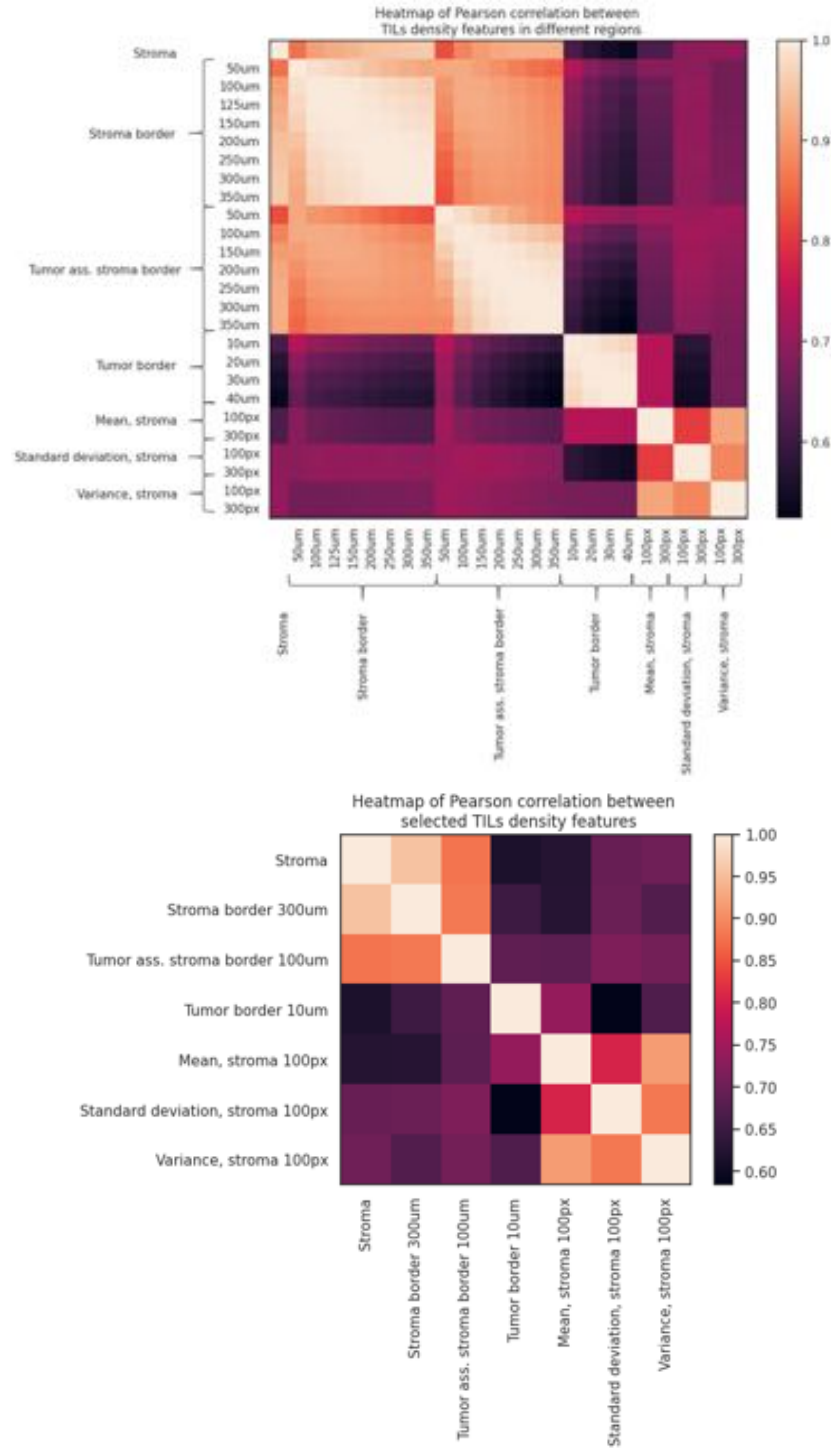 Heatmap of Pearson correlation between
TILs density features in different regions
Stroma
Stroma border
50um
100um
125um
150um
200um
250um
300um
350um
Tumor ass. stroma border
50um
100um
150um
200um
250um
300um
350um
Tumor border
10um
20um
30um
40um
Mean, stroma
100px
300px
Standard deviation, stroma
100px
300px
Variance, stroma
100px
300px
1.0
0.9
0.8
0.7
0.6
50um
100um
125um
150um
200um
250um
300um
350um
50um
100um
150um
200um
250um
300um
350um
10um
20um
30um
40um
100px
300px
100px
300px
100px
300px
Stroma
Stroma border
Tumor ass. stroma border
Tumor border
Mean, stroma
Standard deviation, stroma
Variance, stroma
Heatmap of Pearson correlation between
selected TILs density features
Stroma
Stroma border 300um
Tumor ass. stroma border 100um
Tumor border 10um
Mean, stroma 100px
Standard deviation, stroma 100px
Variance, stroma 100px
1.00
0.95
0.90
0.85
0.80
0.75
0.70
0.65
0.60
Stroma
Stroma border 300um
Tumor ass. stroma border 100um
Tumor border 10um
Mean, stroma 100px
Standard deviation, stroma 100px
Variance, stroma 100px